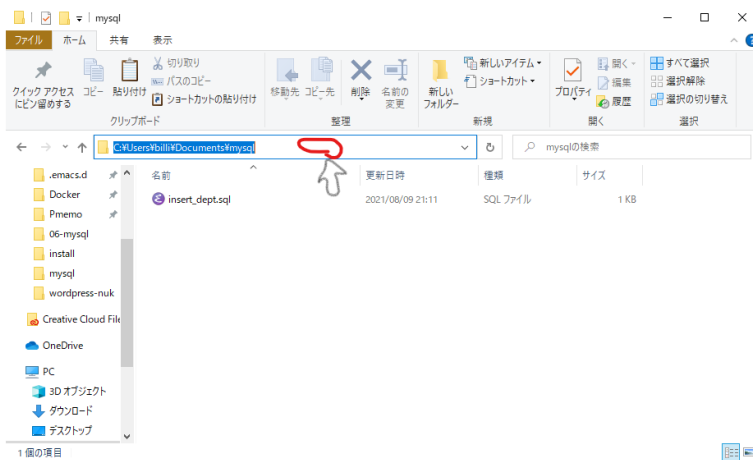 mysql
ファイル ホーム 共有 表示
クイック アクセスにピン留めする
コピー
貼り付け
切り取り
パスのコピー
ショートカットの貼り付け
移動先
コピー先
削除
名前の変更
新しいフォルダー
新しいアイテム
ショートカット
プロパティ
開く
編集
履歴
すべて選択
選択解除
選択の切り替え
クリップボード 整理 新規 開く 選択
C:¥Users¥billi¥Documents¥mysql
mysqlの検索
名前 更新日時 種類 サイズ
insert_dept.sql 2021/08/09 21:11 SQL ファイル 1 KB
.emacs.d
Docker
Pmemo
06-mysql
install
mysql
wordpress-nuk
Creative Cloud File
OneDrive
PC
3D オブジェクト
ダウンロード
デスクトップ
1 個の項目